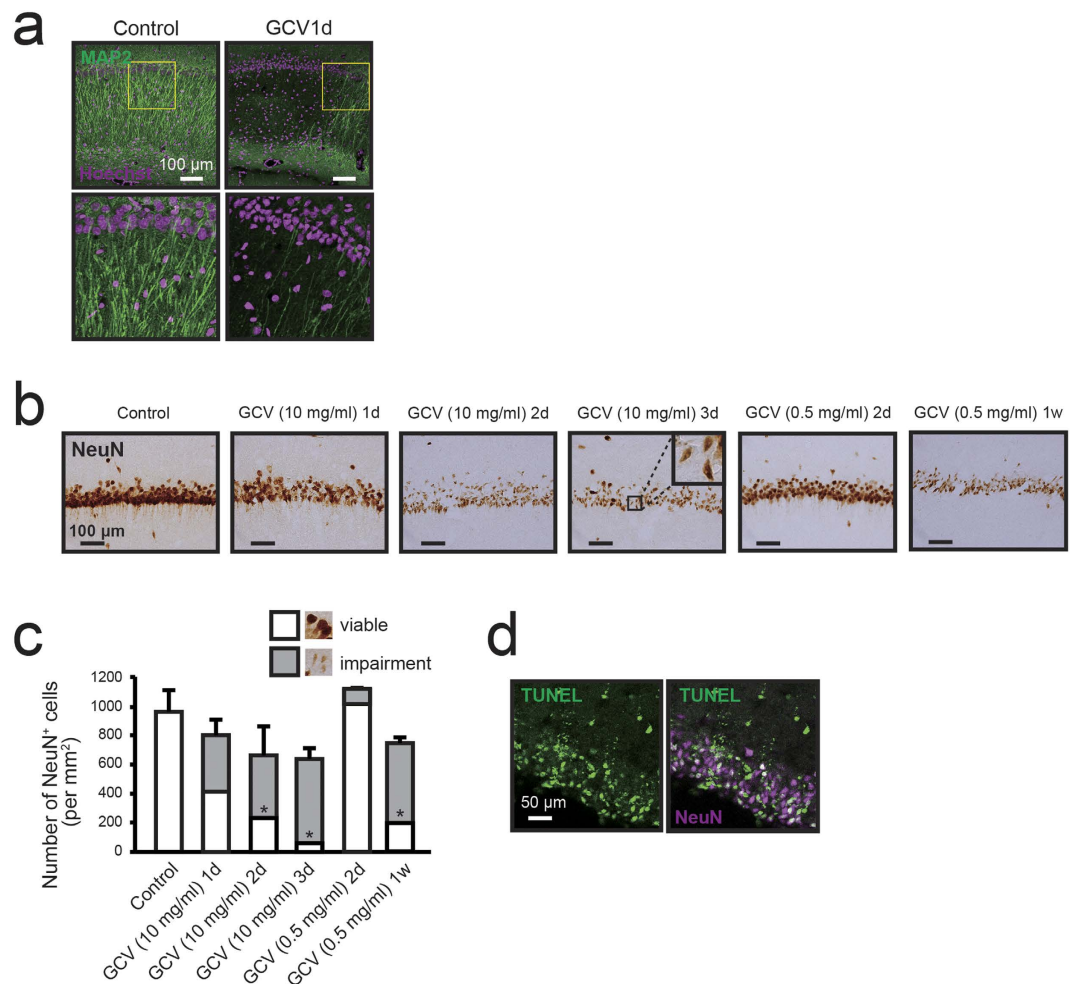 a
Control
GCV1d
MAP2
100 µm
Hoechst
b
Control
GCV (10 mg/ml) 1d
GCV (10 mg/ml) 2d
GCV (10 mg/ml) 3d
GCV (0.5 mg/ml) 2d
GCV (0.5 mg/ml) 1w
NeuN
100 µm
c
viable
impairment
Number of NeuN⁺ cells
(per mm²)
1200
1000
800
600
400
200
0
*
*
*
Control
GCV (10 mg/ml) 1d
GCV (10 mg/ml) 2d
GCV (10 mg/ml) 3d
GCV (0.5 mg/ml) 2d
GCV (0.5 mg/ml) 1w
d
TUNEL
50 µm
TUNEL
NeuN